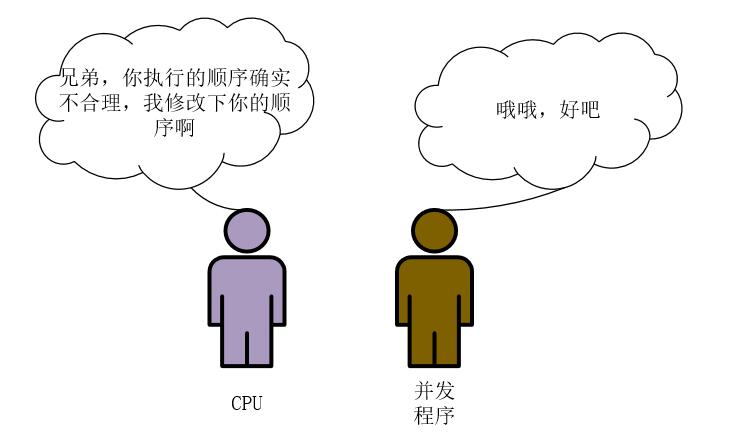 兄弟，你执行的顺序确实
不合理，我修改下你的顺
序啊
哦哦，好吧
CPU
并发
程序